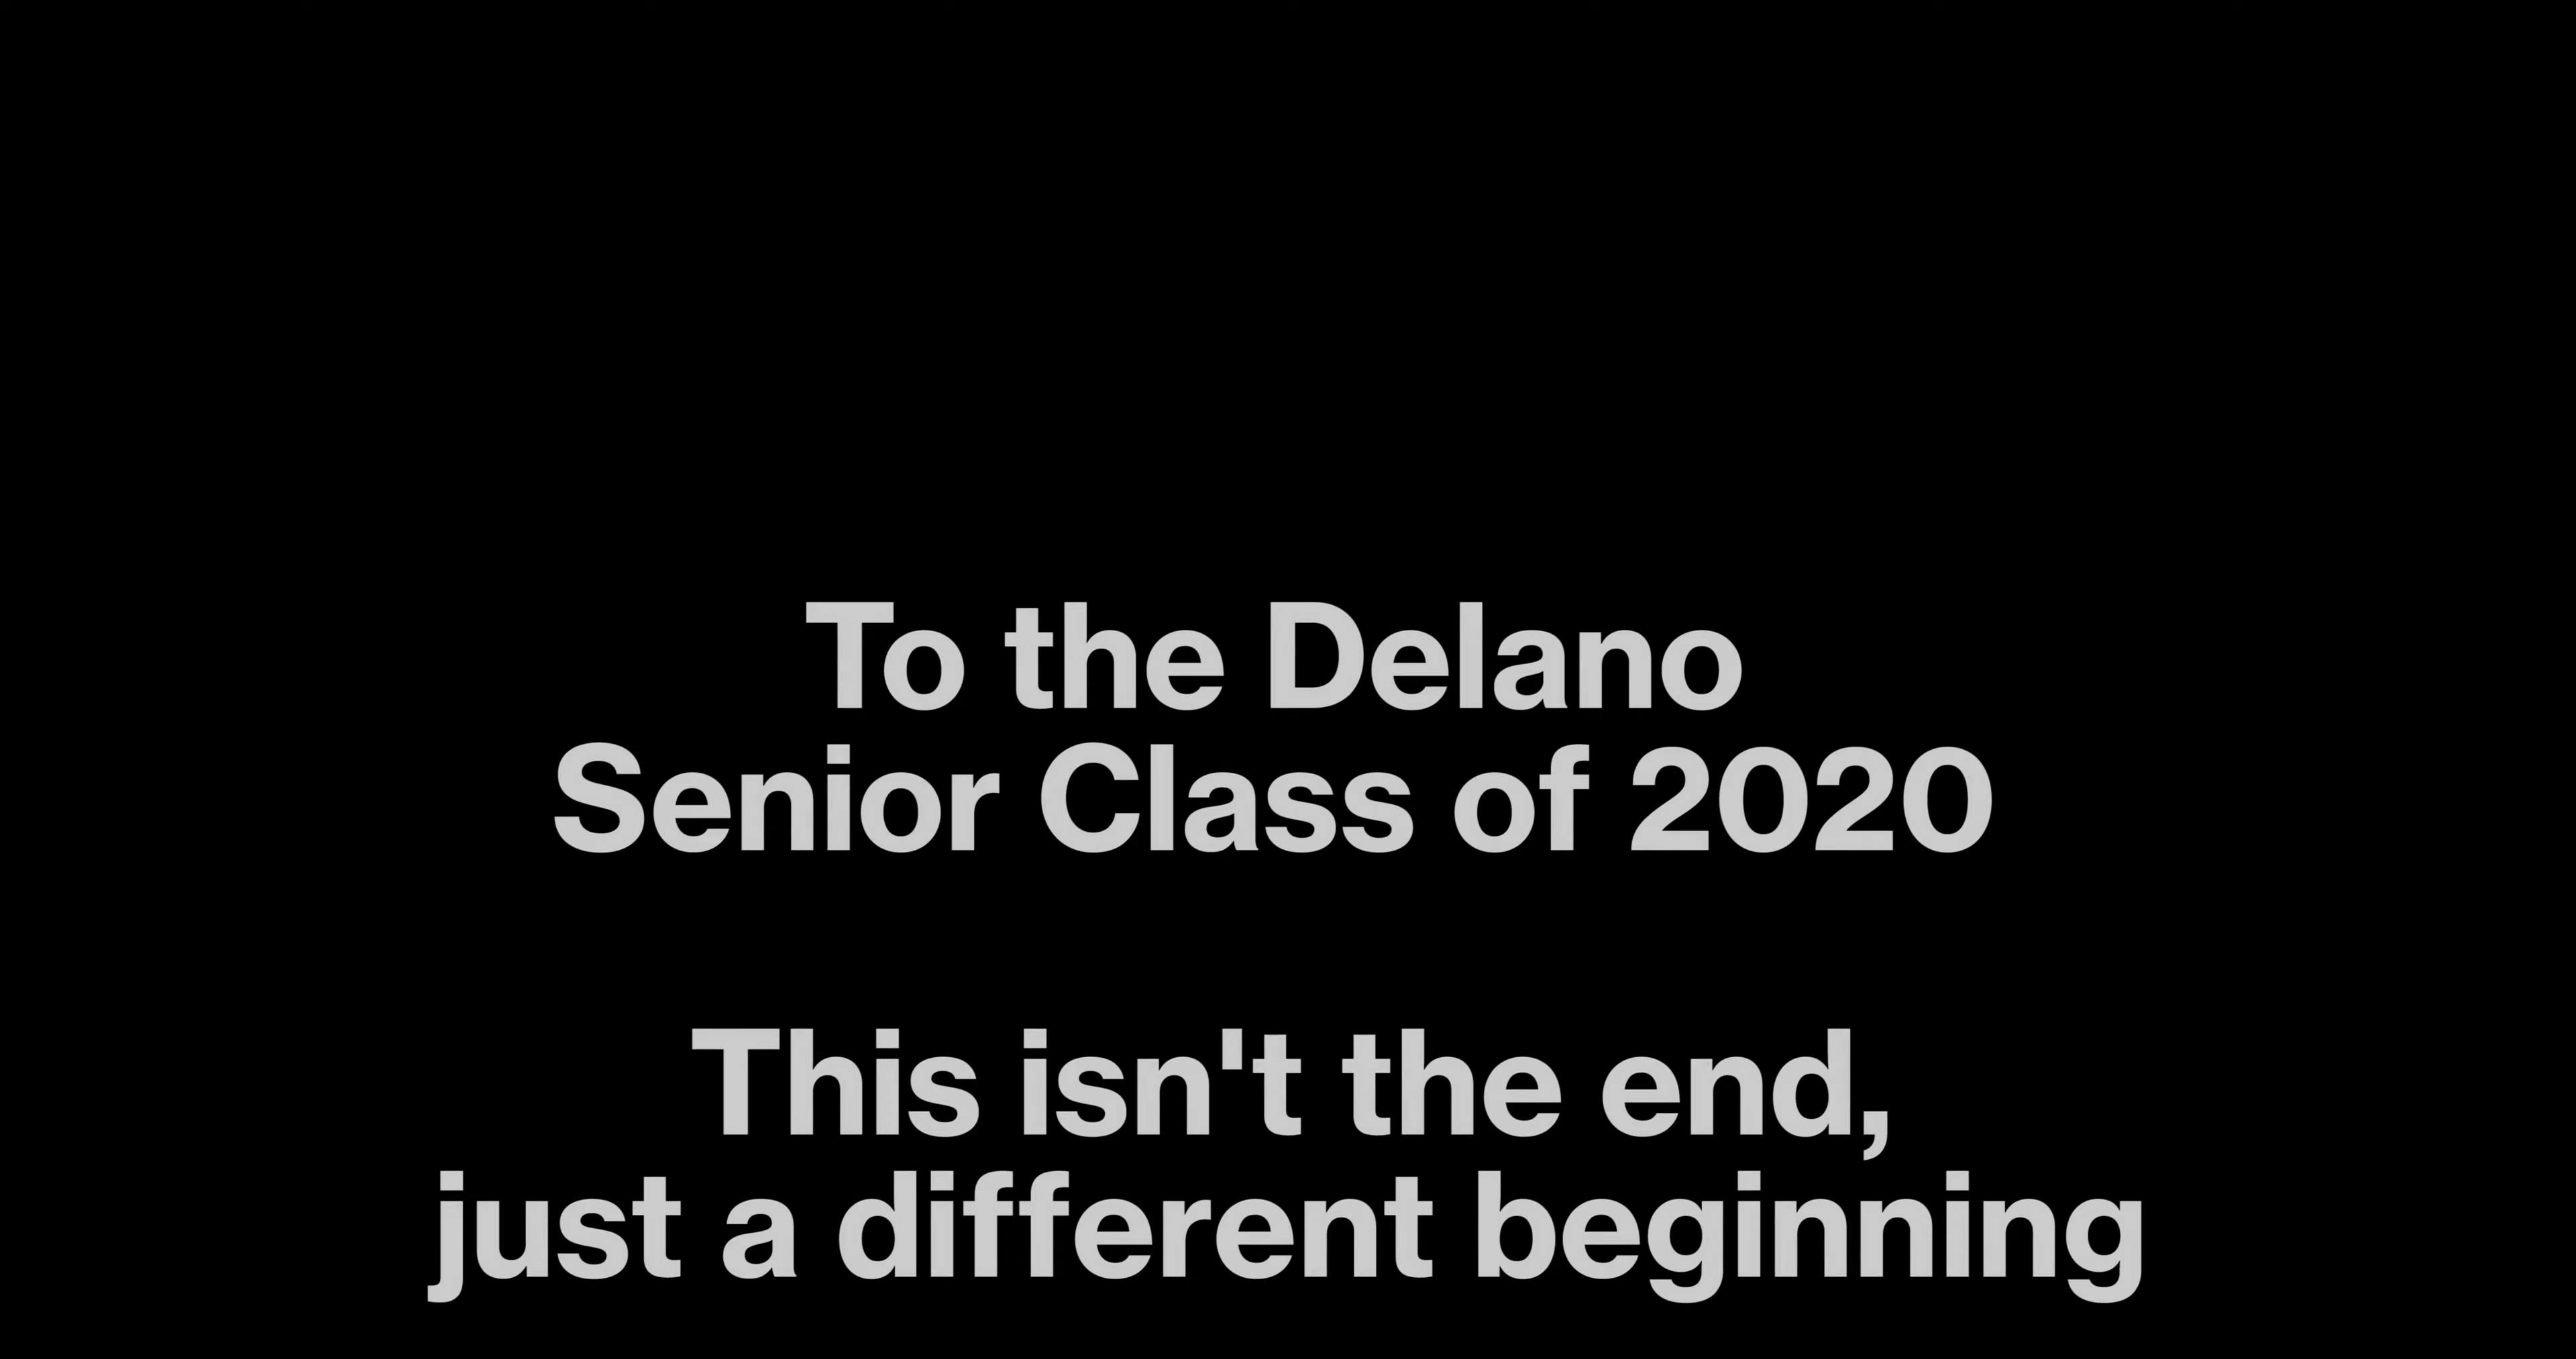 To the Delano
Senior Class of 2020
This isn't the end,
just a different beginning